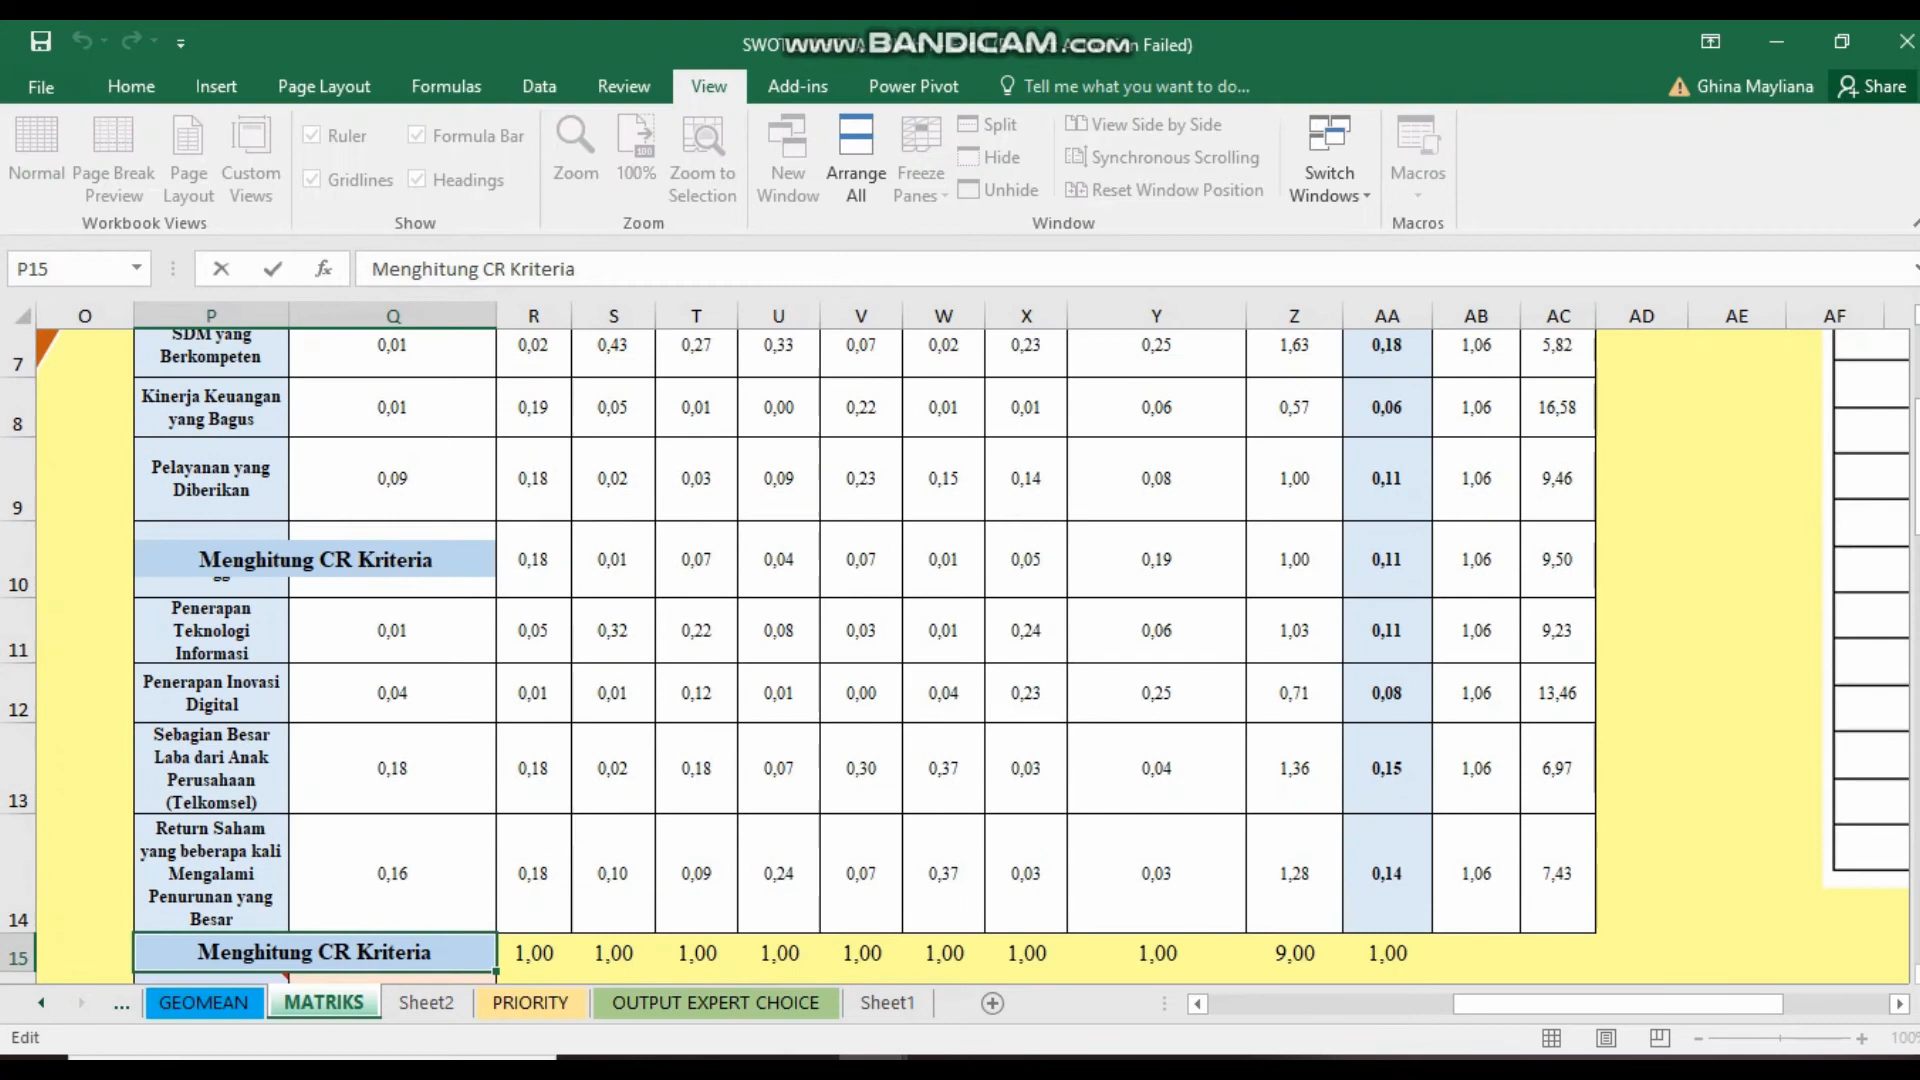 SWOT
www.BANDICAM.com
n Failed)
File Home Insert Page Layout Formulas Data Review View Add-ins Power Pivot Tell me what you want to do... Ghina Mayliana Share
Normal Page Break Preview Page Layout Custom Views
Workbook Views
Ruler Formula Bar
Gridlines Headings
Show
Zoom 100% Zoom to Selection
Zoom
New Window Arrange All Freeze Panes
Split
Hide
Unhide
View Side by Side
Synchronous Scrolling
Reset Window Position
Window
Switch Windows
Macros
Macros
P15 fx Menghitung CR Kriteria
O P Q R S T U V W X Y Z AA AB AC AD AE AF
7 SDM yang Berkompeten 0,01 0,02 0,43 0,27 0,33 0,07 0,02 0,23 0,25 1,63 0,18 1,06 5,82
8 Kinerja Keuangan yang Bagus 0,01 0,19 0,05 0,01 0,00 0,22 0,01 0,01 0,06 0,57 0,06 1,06 16,58
9 Pelayanan yang Diberikan 0,09 0,18 0,02 0,03 0,09 0,23 0,15 0,14 0,08 1,00 0,11 1,06 9,46
10 Menghitung CR Kriteria 0,18 0,01 0,07 0,04 0,07 0,01 0,05 0,19 1,00 0,11 1,06 9,50
11 Penerapan Teknologi Informasi 0,01 0,05 0,32 0,22 0,08 0,03 0,01 0,24 0,06 1,03 0,11 1,06 9,23
12 Penerapan Inovasi Digital 0,04 0,01 0,01 0,12 0,01 0,00 0,04 0,23 0,25 0,71 0,08 1,06 13,46
13 Sebagian Besar Laba dari Anak Perusahaan (Telkomsel) 0,18 0,18 0,02 0,18 0,07 0,30 0,37 0,03 0,04 1,36 0,15 1,06 6,97
14 Return Saham yang beberapa kali Mengalami Penurunan yang Besar 0,16 0,18 0,10 0,09 0,24 0,07 0,37 0,03 0,03 1,28 0,14 1,06 7,43
15 Menghitung CR Kriteria 1,00 1,00 1,00 1,00 1,00 1,00 1,00 1,00 9,00 1,00
... GEOMEAN MATRIKS Sheet2 PRIORITY OUTPUT EXPERT CHOICE Sheet1
Edit 100%